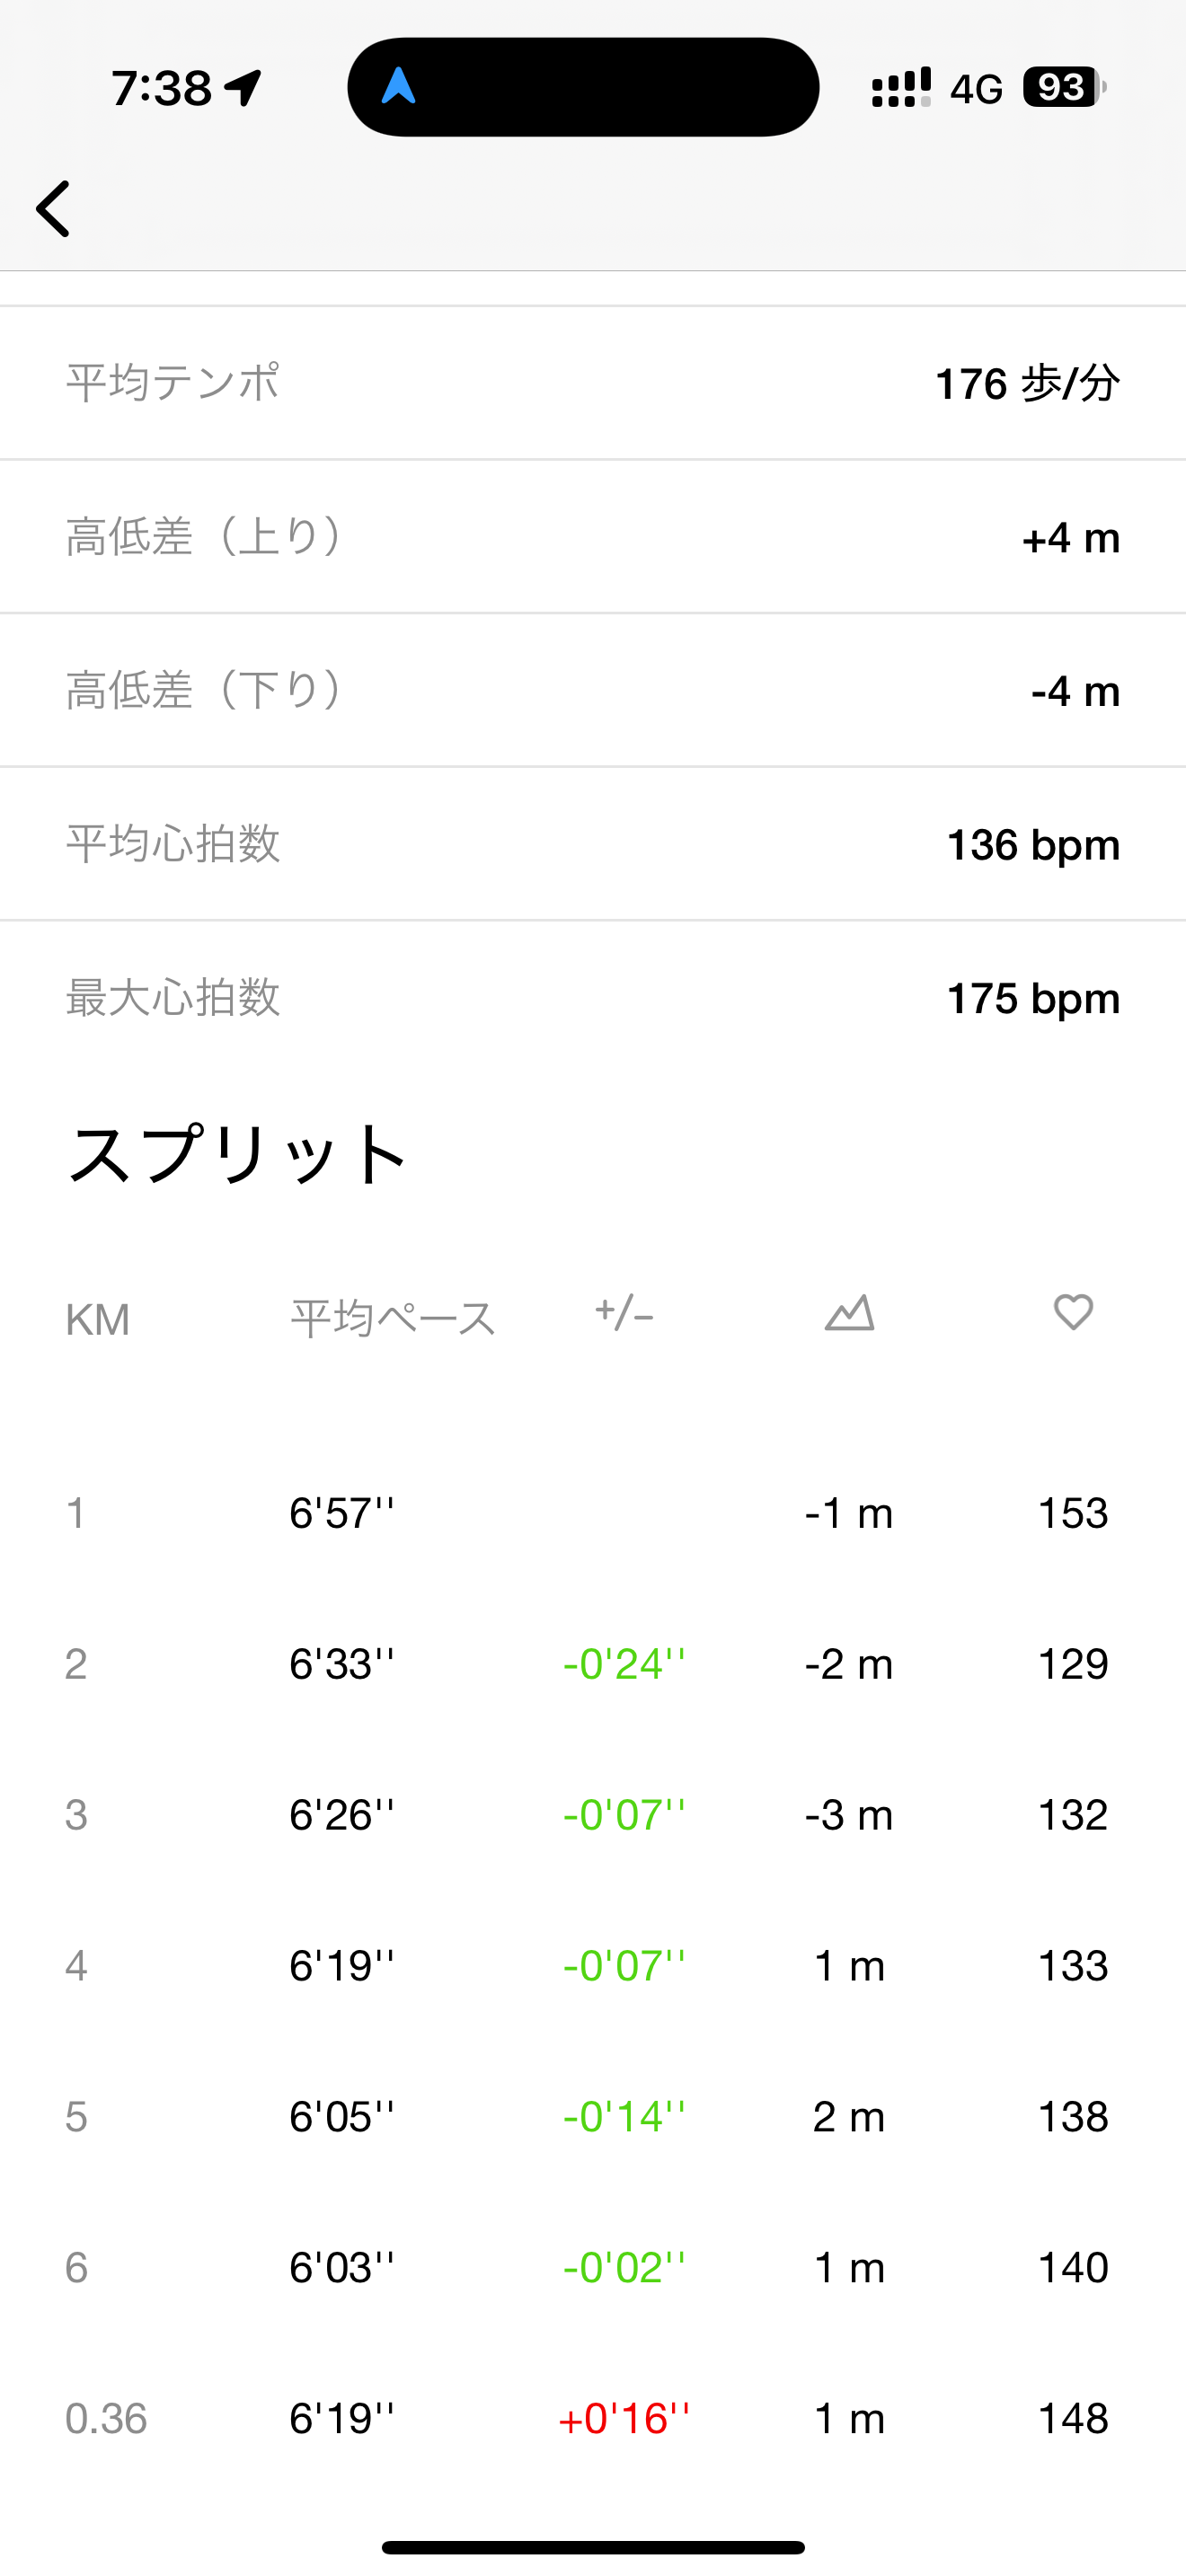 7:38 4G 93
平均テンポ 176 歩/分
高低差（上り） +4 m
高低差（下り） -4 m
平均心拍数 136 bpm
最大心拍数 175 bpm
スプリット
KM 平均ペース +/-
1 6'57'' -1 m 153
2 6'33'' -0'24'' -2 m 129
3 6'26'' -0'07'' -3 m 132
4 6'19'' -0'07'' 1 m 133
5 6'05'' -0'14'' 2 m 138
6 6'03'' -0'02'' 1 m 140
0.36 6'19'' +0'16'' 1 m 148